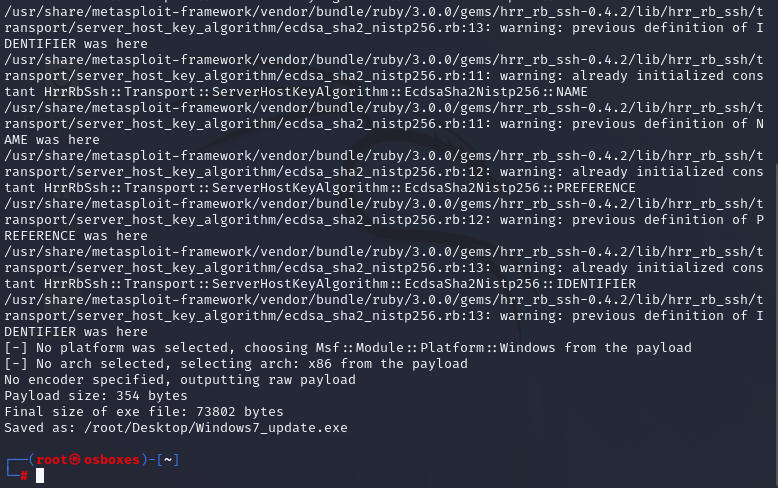 /usr/share/metasploit-framework/vendor/bundle/ruby/3.0.0/gems/hrr_rb_ssh-0.4.2/lib/hrr_rb_ssh/t
ransport/server_host_key_algorithm/ecdsa_sha2_nistp256.rb:13: warning: previous definition of I
DENTIFIER was here
/usr/share/metasploit-framework/vendor/bundle/ruby/3.0.0/gems/hrr_rb_ssh-0.4.2/lib/hrr_rb_ssh/t
ransport/server_host_key_algorithm/ecdsa_sha2_nistp256.rb:11: warning: already initialized cons
tant HrrRbSsh::Transport::ServerHostKeyAlgorithm::EcdsaSha2Nistp256::NAME
/usr/share/metasploit-framework/vendor/bundle/ruby/3.0.0/gems/hrr_rb_ssh-0.4.2/lib/hrr_rb_ssh/t
ransport/server_host_key_algorithm/ecdsa_sha2_nistp256.rb:11: warning: previous definition of N
AME was here
/usr/share/metasploit-framework/vendor/bundle/ruby/3.0.0/gems/hrr_rb_ssh-0.4.2/lib/hrr_rb_ssh/t
ransport/server_host_key_algorithm/ecdsa_sha2_nistp256.rb:12: warning: already initialized cons
tant HrrRbSsh::Transport::ServerHostKeyAlgorithm::EcdsaSha2Nistp256::PREFERENCE
/usr/share/metasploit-framework/vendor/bundle/ruby/3.0.0/gems/hrr_rb_ssh-0.4.2/lib/hrr_rb_ssh/t
ransport/server_host_key_algorithm/ecdsa_sha2_nistp256.rb:12: warning: previous definition of P
REFERENCE was here
/usr/share/metasploit-framework/vendor/bundle/ruby/3.0.0/gems/hrr_rb_ssh-0.4.2/lib/hrr_rb_ssh/t
ransport/server_host_key_algorithm/ecdsa_sha2_nistp256.rb:13: warning: already initialized cons
tant HrrRbSsh::Transport::ServerHostKeyAlgorithm::EcdsaSha2Nistp256::IDENTIFIER
/usr/share/metasploit-framework/vendor/bundle/ruby/3.0.0/gems/hrr_rb_ssh-0.4.2/lib/hrr_rb_ssh/t
ransport/server_host_key_algorithm/ecdsa_sha2_nistp256.rb:13: warning: previous definition of I
DENTIFIER was here
[-] No platform was selected, choosing Msf::Module::Platform::Windows from the payload
[-] No arch selected, selecting arch: x86 from the payload
No encoder specified, outputting raw payload
Payload size: 354 bytes
Final size of exe file: 73802 bytes
Saved as: /root/Desktop/Windows7_update.exe
┌──(root㉿osboxes)-[~]
└─#